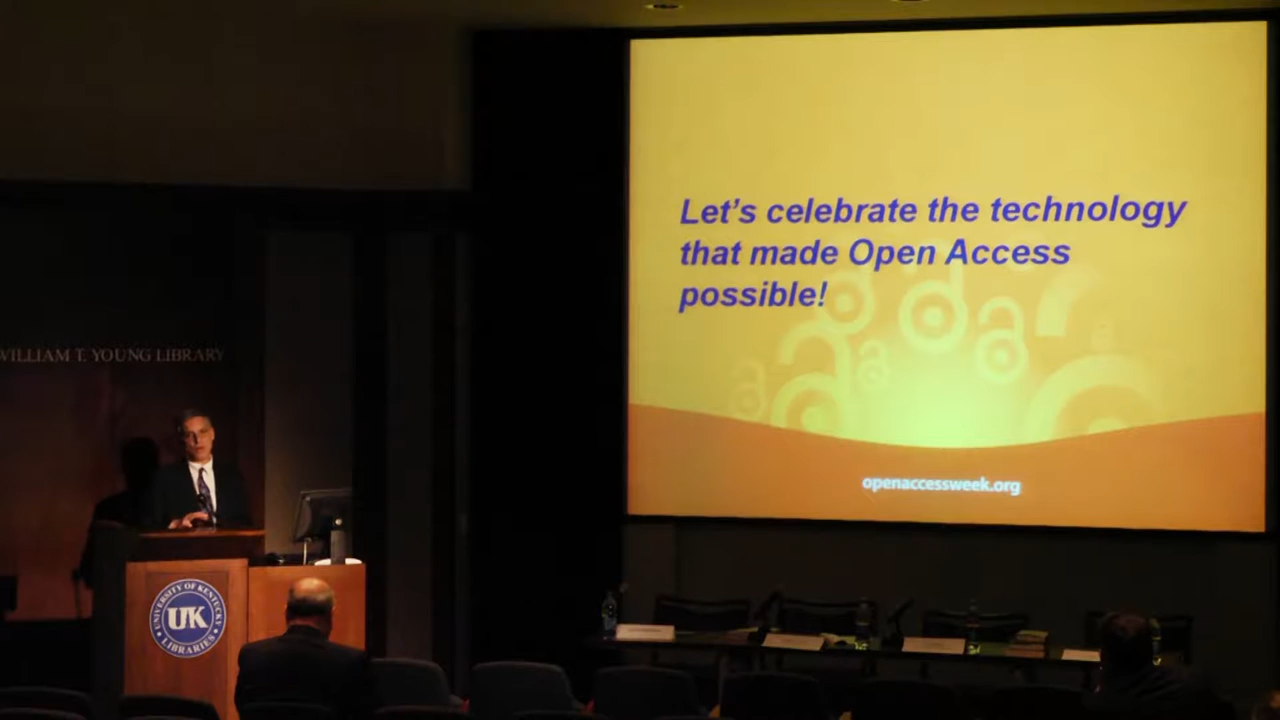 Let's celebrate the technology
that made Open Access
possible!
openaccessweek.org
WILLIAM T. YOUNG LIBRARY
UNIVERSITY OF KENTUCKY
UK
LIBRARIES